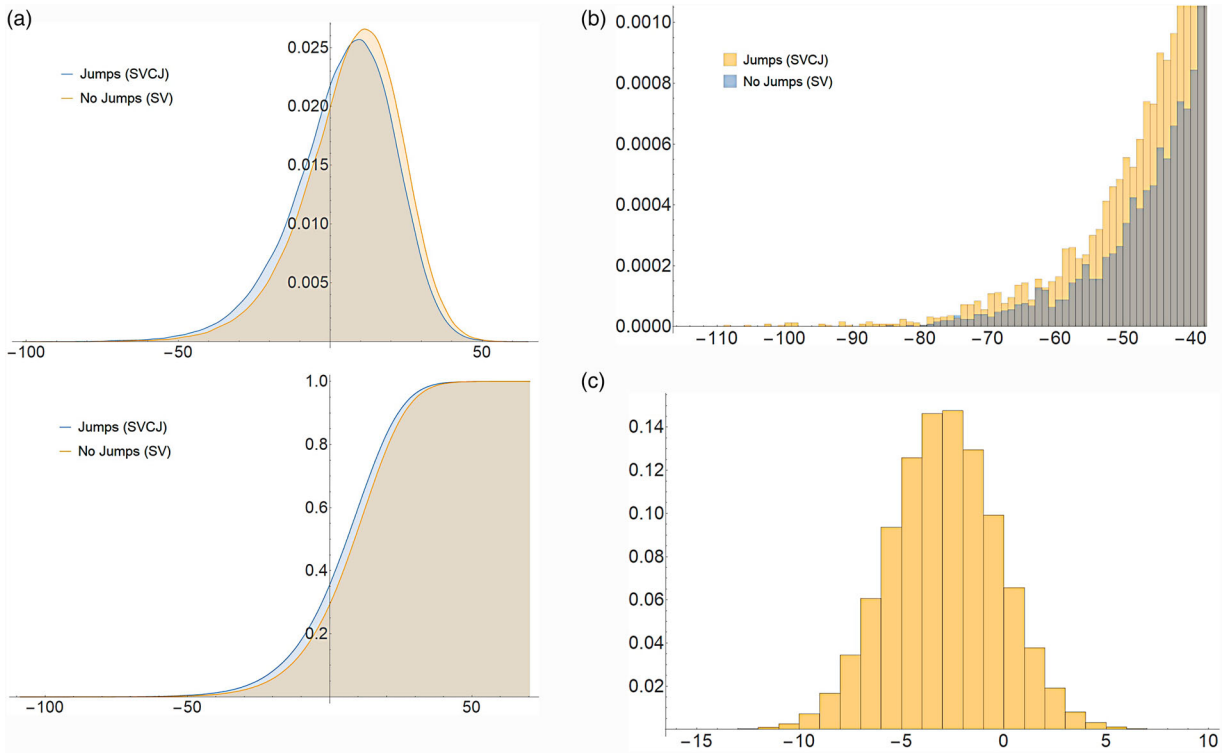 (a)
0.025
Jumps (SVCJ)
No Jumps (SV)
0.020
0.015
0.010
0.005
−100 −50 50
1.0
Jumps (SVCJ)
No Jumps (SV)
0.8
0.6
0.4
0.2
−100 −50 50
(b)
0.0010
Jumps (SVCJ)
No Jumps (SV)
0.0008
0.0006
0.0004
0.0002
0.0000
−110 −100 −90 −80 −70 −60 −50 −40
(c)
0.14
0.12
0.10
0.08
0.06
0.04
0.02
−15 −10 −5 0 5 10